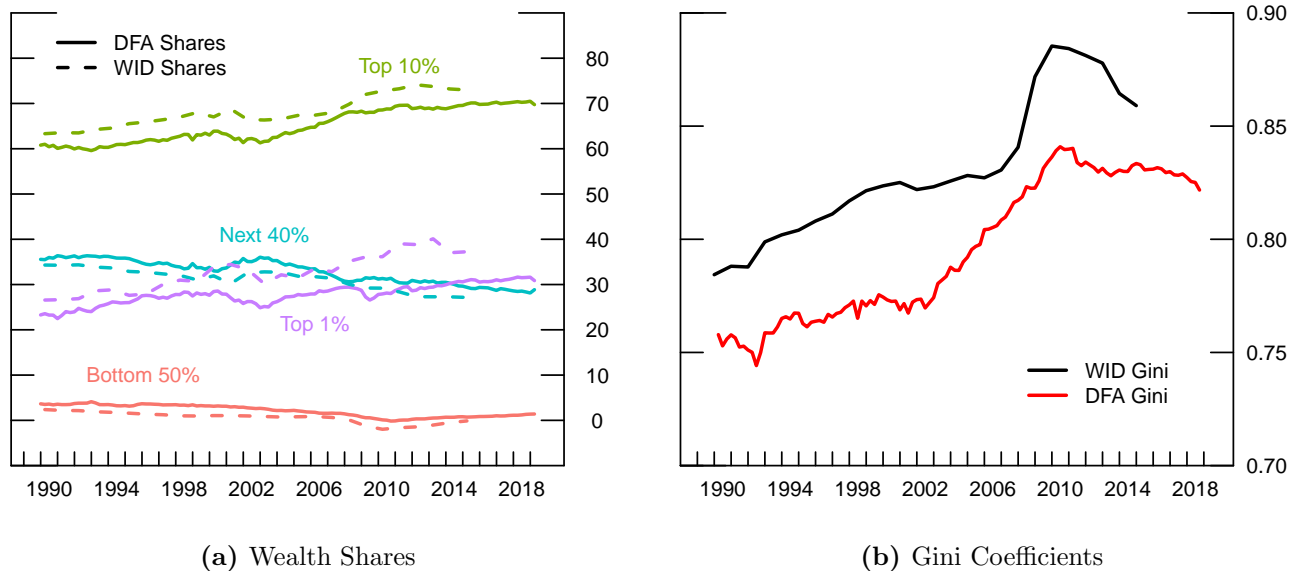 DFA Shares
WID Shares
Top 10%
Next 40%
Top 1%
Bottom 50%
80
70
60
50
40
30
20
10
0
1990 1994 1998 2002 2006 2010 2014 2018
(a) Wealth Shares
0.90
0.85
0.80
0.75
0.70
WID Gini
DFA Gini
1990 1994 1998 2002 2006 2010 2014 2018
(b) Gini Coefficients